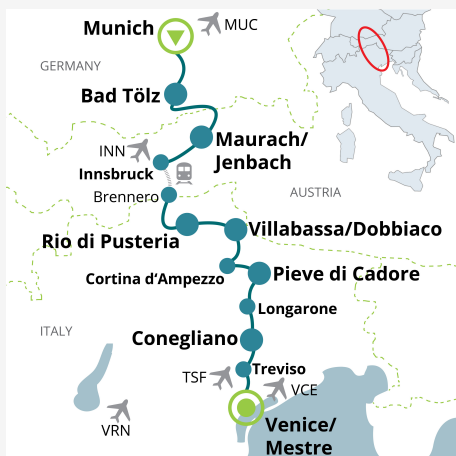 Munich
MUC
GERMANY
Bad Tölz
Maurach/
Jenbach
INN
Innsbruck
Brennero
AUSTRIA
Villabassa/Dobbiaco
Rio di Pusteria
Cortina d‘Ampezzo
Pieve di Cadore
Longarone
ITALY
Conegliano
Treviso
TSF
VCE
VRN
Venice/
Mestre